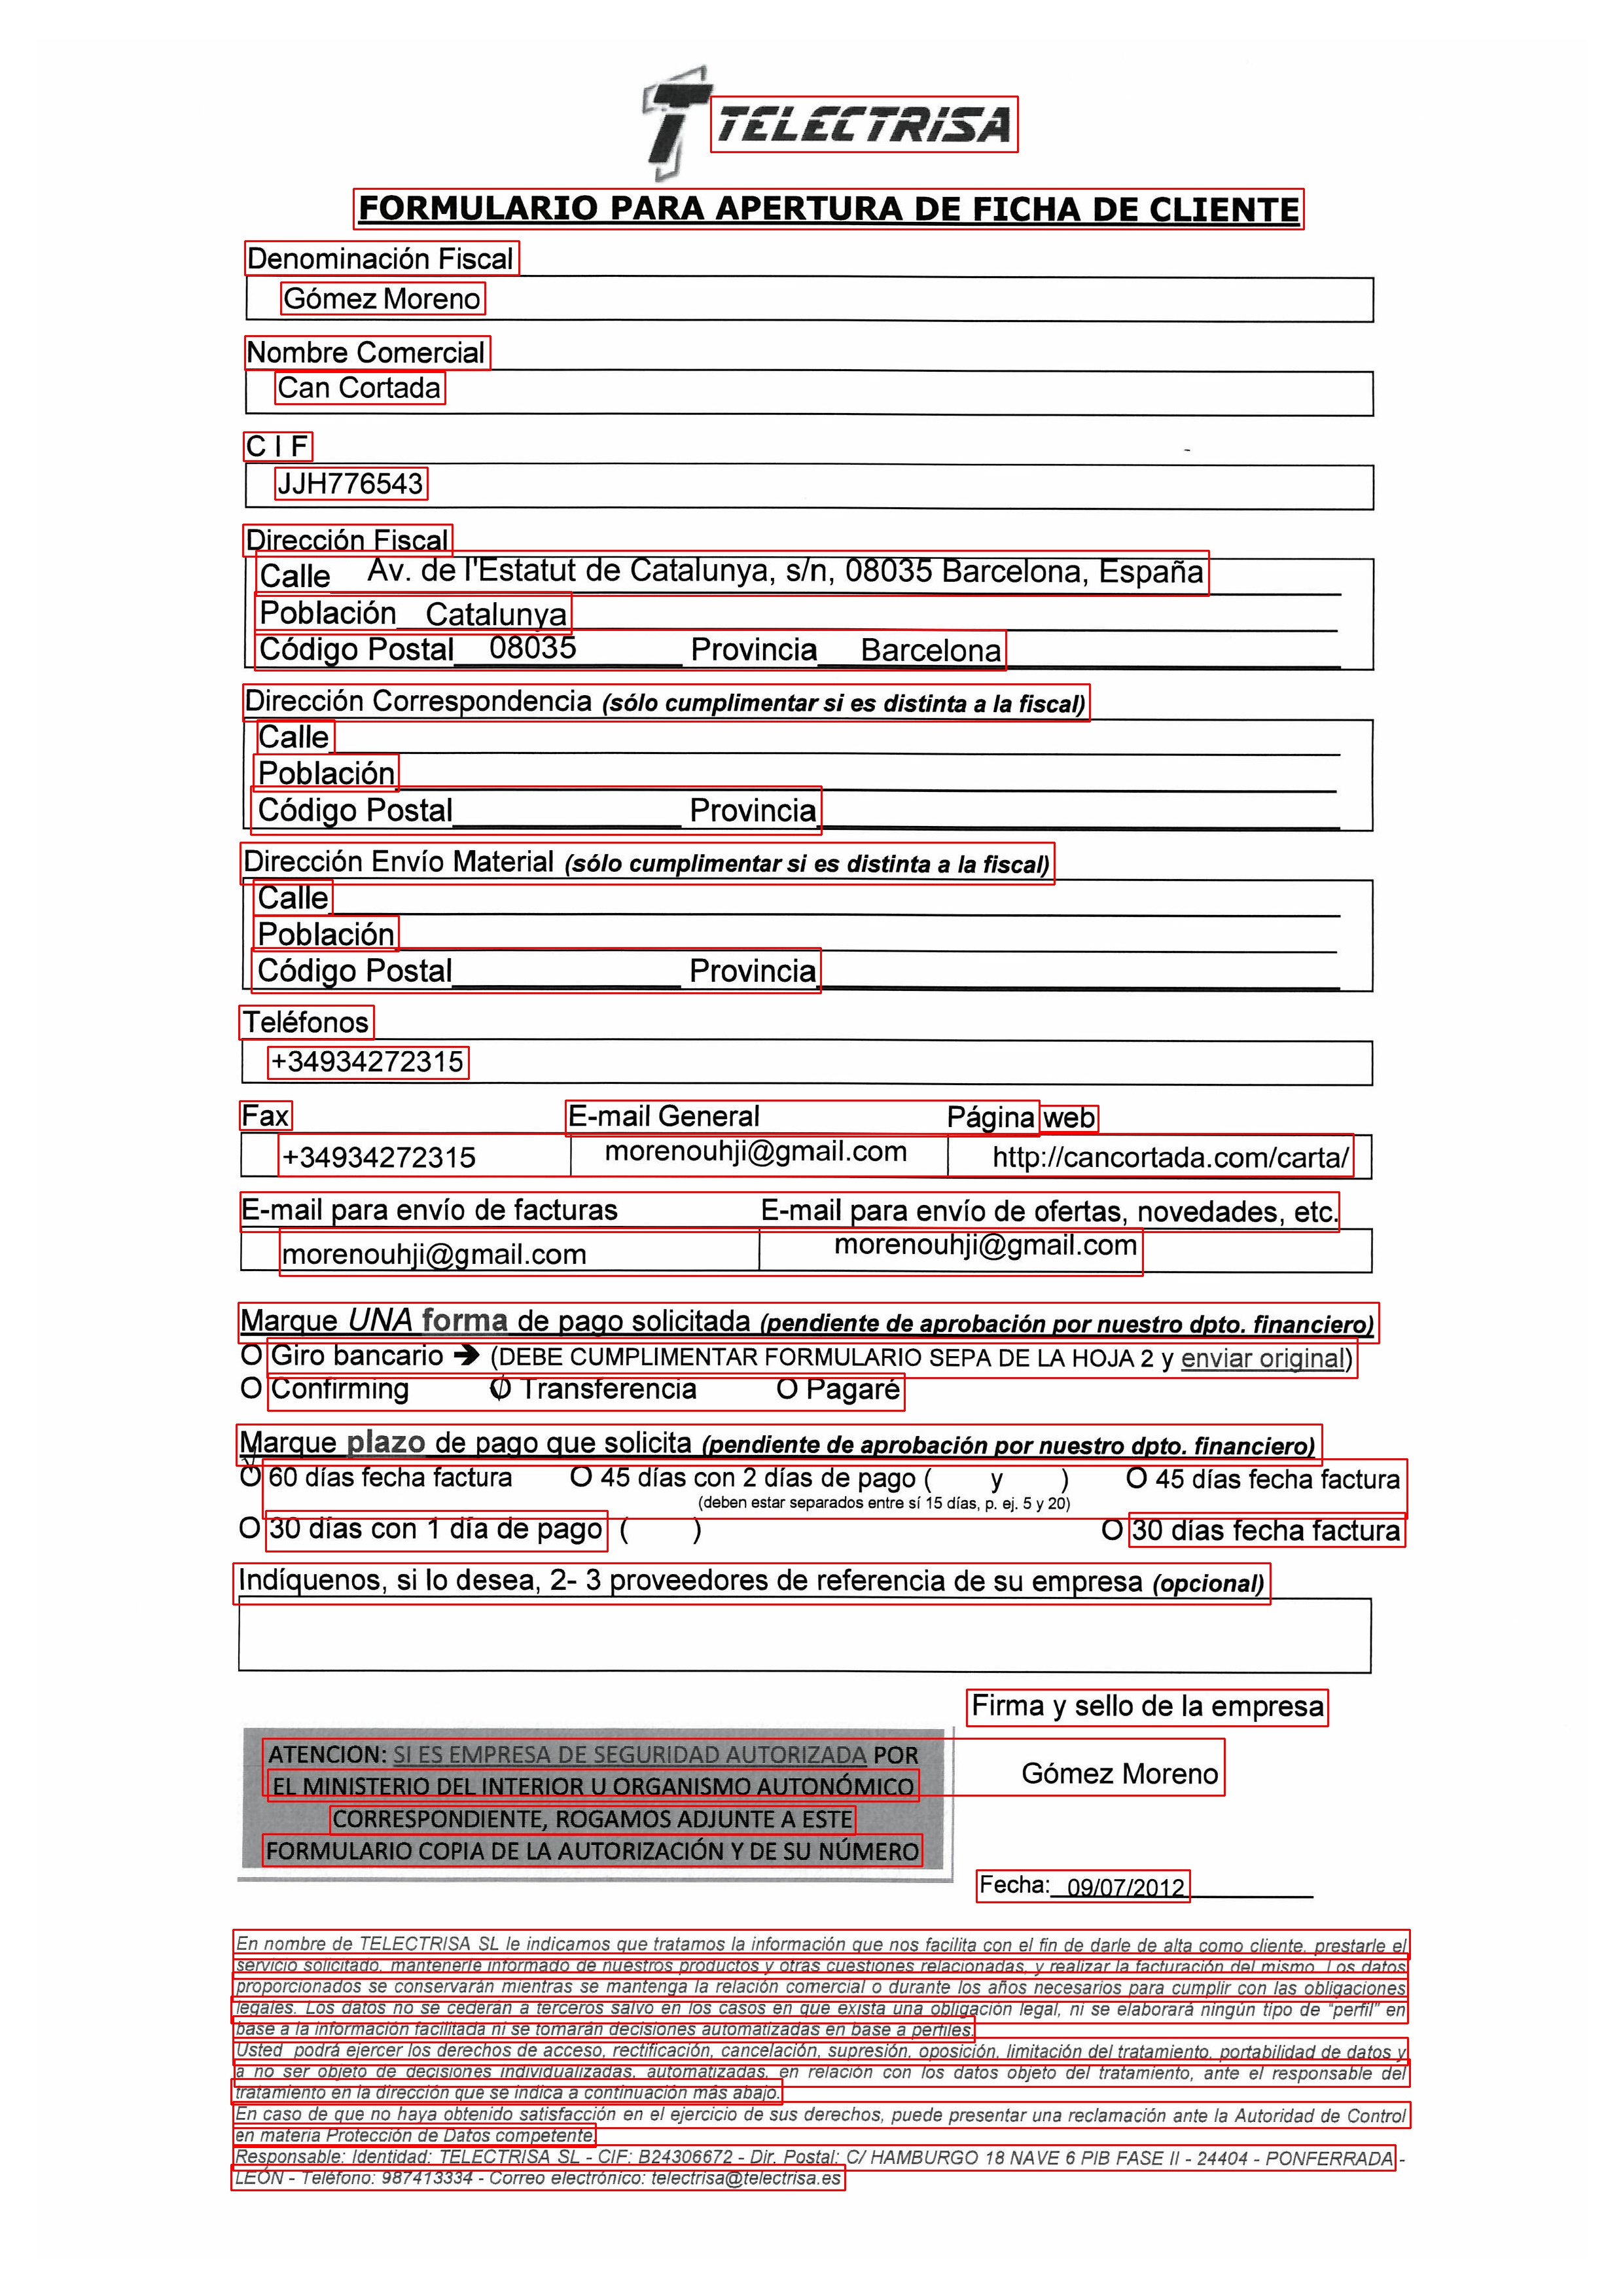 TELECTRISA
FORMULARIO PARA APERTURA DE FICHA DE CLIENTE
Denominación Fiscal
Gómez Moreno
Nombre Comercial
Can Cortada
C I F
JJH776543
Dirección Fiscal
Calle Av. de l'Estatut de Catalunya, s/n, 08035 Barcelona, España
Población Catalunya
Código Postal 08035 Provincia Barcelona
Dirección Correspondencia (sólo cumplimentar si es distinta a la fiscal)
Calle
Población
Código Postal Provincia
Dirección Envío Material (sólo cumplimentar si es distinta a la fiscal)
Calle
Población
Código Postal Provincia
Teléfonos
+34934272315
Fax E-mail General Página web
+34934272315 morenouhji@gmail.com http://cancortada.com/carta/
E-mail para envío de facturas E-mail para envío de ofertas, novedades, etc.
morenouhji@gmail.com morenouhji@gmail.com
Marque UNA forma de pago solicitada (pendiente de aprobación por nuestro dpto. financiero)
O Giro bancario ➔ (DEBE CUMPLIMENTAR FORMULARIO SEPA DE LA HOJA 2 y enviar original)
O Confirming O Transferencia O Pagaré
Marque plazo de pago que solicita (pendiente de aprobación por nuestro dpto. financiero)
O 60 días fecha factura O 45 días con 2 días de pago ( y ) O 45 días fecha factura
(deben estar separados entre sí 15 días, p. ej. 5 y 20)
O 30 días con 1 día de pago ( ) O 30 días fecha factura
Indíquenos, si lo desea, 2- 3 proveedores de referencia de su empresa (opcional)
Firma y sello de la empresa
ATENCION: SI ES EMPRESA DE SEGURIDAD AUTORIZADA POR
EL MINISTERIO DEL INTERIOR U ORGANISMO AUTONÓMICO
CORRESPONDIENTE, ROGAMOS ADJUNTE A ESTE
FORMULARIO COPIA DE LA AUTORIZACIÓN Y DE SU NÚMERO
Gómez Moreno
Fecha: 09/07/2012
En nombre de TELECTRISA SL le indicamos que tratamos la información que nos facilita con el fin de darle de alta como cliente, prestarle el
servicio solicitado, mantenerle informado de nuestros productos y otras cuestiones relacionadas, y realizar la facturación del mismo. Los datos
proporcionados se conservarán mientras se mantenga la relación comercial o durante los años necesarios para cumplir con las obligaciones
legales. Los datos no se cederán a terceros salvo en los casos en que exista una obligación legal, ni se elaborará ningún tipo de "perfil" en
base a la información facilitada ni se tomarán decisiones automatizadas en base a perfiles.
Usted podrá ejercer los derechos de acceso, rectificación, cancelación, supresión, oposición, limitación del tratamiento, portabilidad de datos y
a no ser objeto de decisiones individualizadas, automatizadas, en relación con los datos objeto del tratamiento, ante el responsable del
tratamiento en la dirección que se indica a continuación más abajo.
En caso de que no haya obtenido satisfacción en el ejercicio de sus derechos, puede presentar una reclamación ante la Autoridad de Control
en materia Protección de Datos competente.
Responsable: Identidad: TELECTRISA SL - CIF: B24306672 - Dir. Postal: C/ HAMBURGO 18 NAVE 6 PIB FASE II - 24404 - PONFERRADA -
LEÓN - Teléfono: 987413334 - Correo electrónico: telectrisa@telectrisa.es